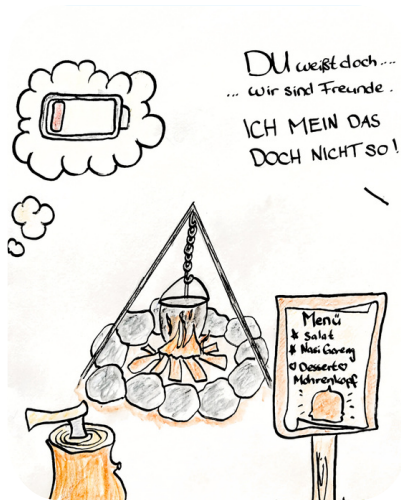 DU weißt doch....
... wir sind Freunde.
ICH MEIN DAS
DOCH NICHT SO!
Menü
* Salat
* Nasi Goreng
♡ Dessert ♡
Mohrenkopf